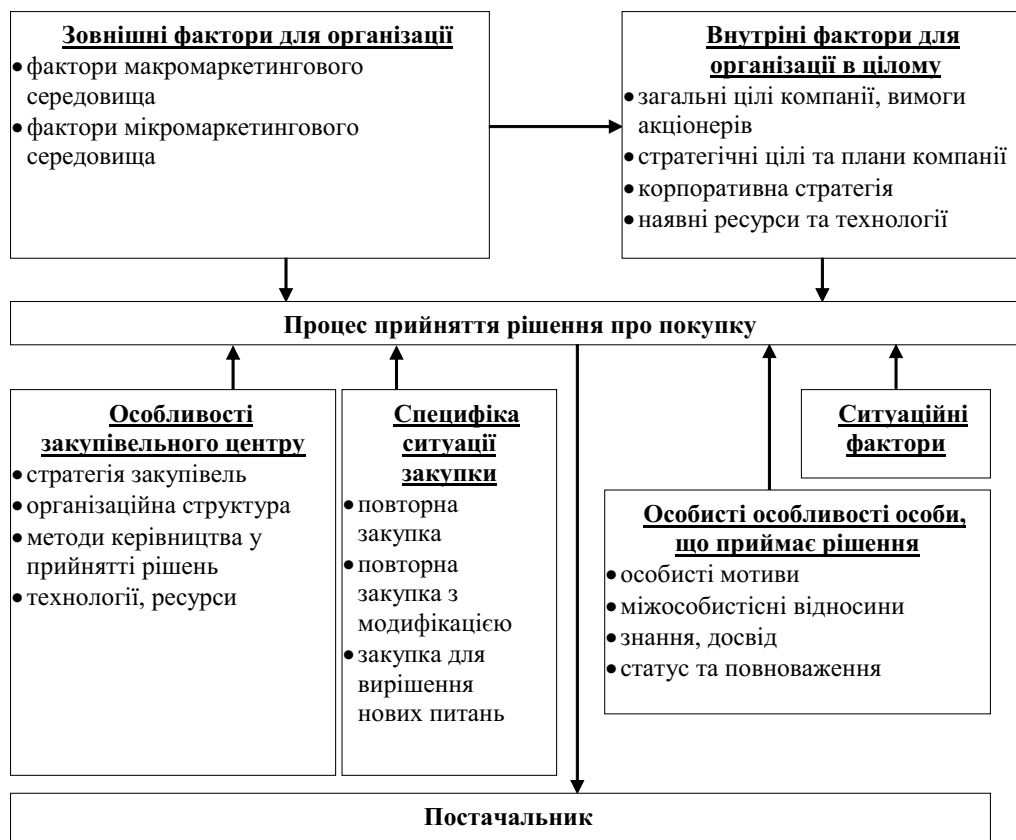 Зовнішні фактори для організації
•фактори макромаркетингового
середовища
•фактори мікромаркетингового
середовища
Внутріні фактори для
організації в цілому
•загальні цілі компанії, вимоги
акціонерів
•стратегічні цілі та плани компанії
•корпоративна стратегія
•наявні ресурси та технології
Процес прийняття рішення про покупку
Особливості
закупівельного центру
•стратегія закупівель
•організаційна структура
•методи керівництва у
прийнятті рішень
•технології, ресурси
Специфіка
ситуації
закупки
•повторна
закупка
•повторна
закупка з
модифікацією
•закупка для
вирішення
нових питань
Ситуаційні
фактори
Особисті особливості особи,
що приймає рішення
•особисті мотиви
•міжособистісні відносини
•знання, досвід
•статус та повноваження
Постачальник